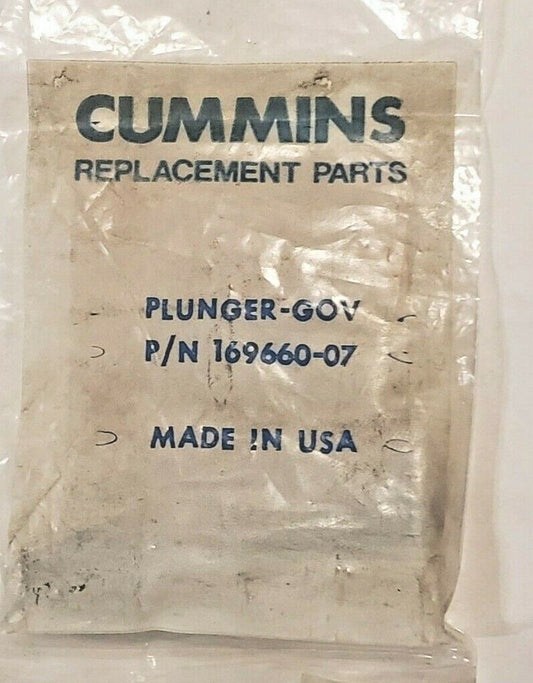 CUMMINS
REPLACEMENT PARTS
PLUNGER-GOV
P/N 169660-07
MADE IN USA